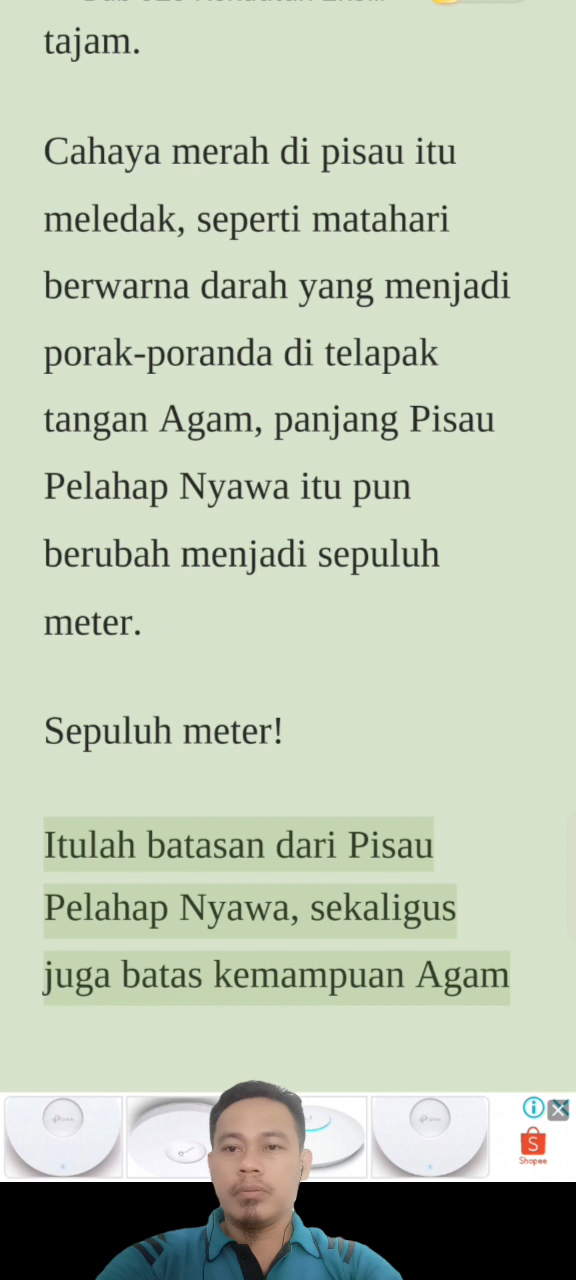 tajam.
Cahaya merah di pisau itu
meledak, seperti matahari
berwarna darah yang menjadi
porak-poranda di telapak
tangan Agam, panjang Pisau
Pelahap Nyawa itu pun
berubah menjadi sepuluh
meter.
Sepuluh meter!
Itulah batasan dari Pisau
Pelahap Nyawa, sekaligus
juga batas kemampuan Agam
Shopee